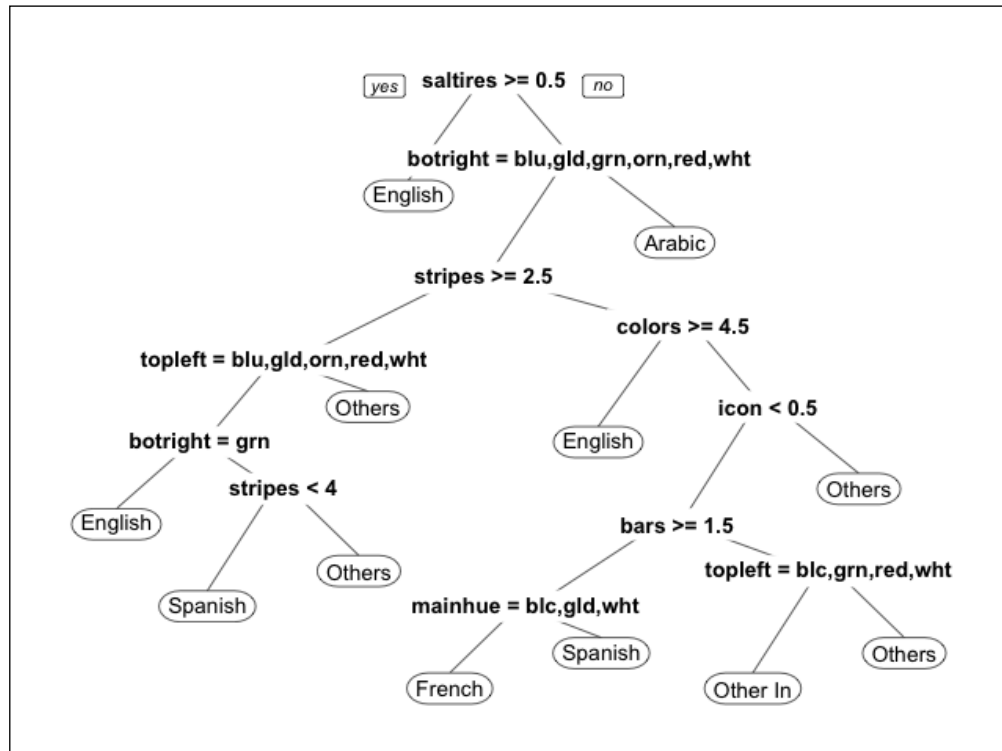 yes saltires >= 0.5 no
botright = blu,gld,grn,orn,red,wht
English
Arabic
stripes >= 2.5
colors >= 4.5
topleft = blu,gld,orn,red,wht
Others
icon < 0.5
botright = grn
English
stripes < 4
Others
English
bars >= 1.5
Others
topleft = blc,grn,red,wht
Spanish
mainhue = blc,gld,wht
Spanish
Others
French
Other In